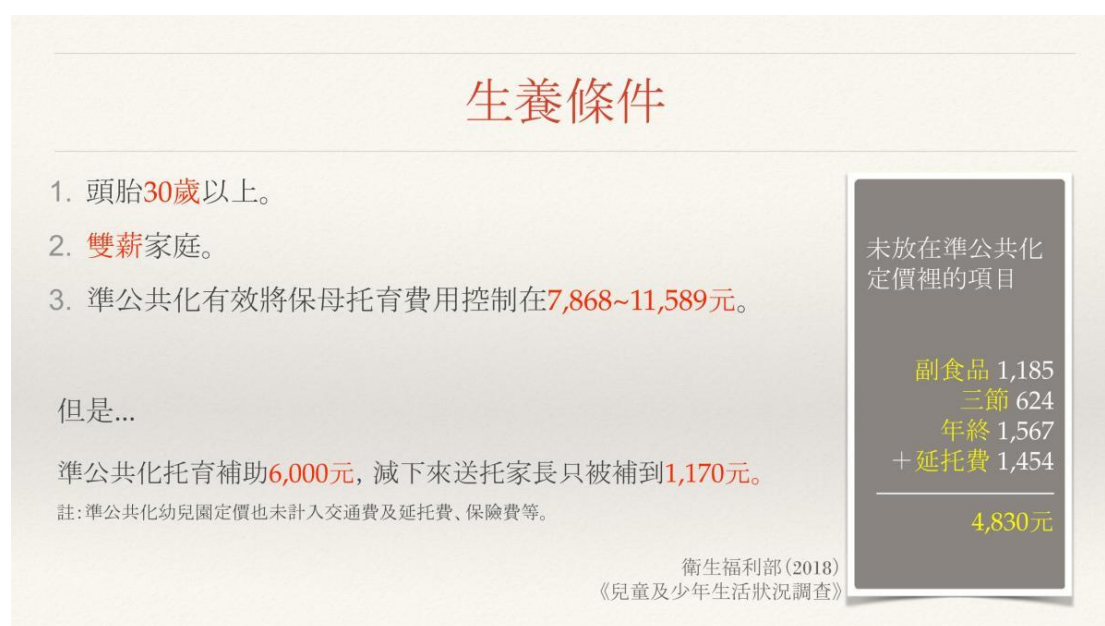 生養條件
1. 頭胎30歲以上。
2. 雙薪家庭。
3. 準公共化有效將保母托育費用控制在7,868~11,589元。
但是...
準公共化托育補助6,000元，減下來送托家長只被補到1,170元。
註：準公共化幼兒園定價也未計入交通費及延托費、保險費等。
衛生福利部（2018）
《兒童及少年生活狀況調查》
未放在準公共化
定價裡的項目
副食品 1,185
三節 624
年終 1,567
＋延托費 1,454
4,830元